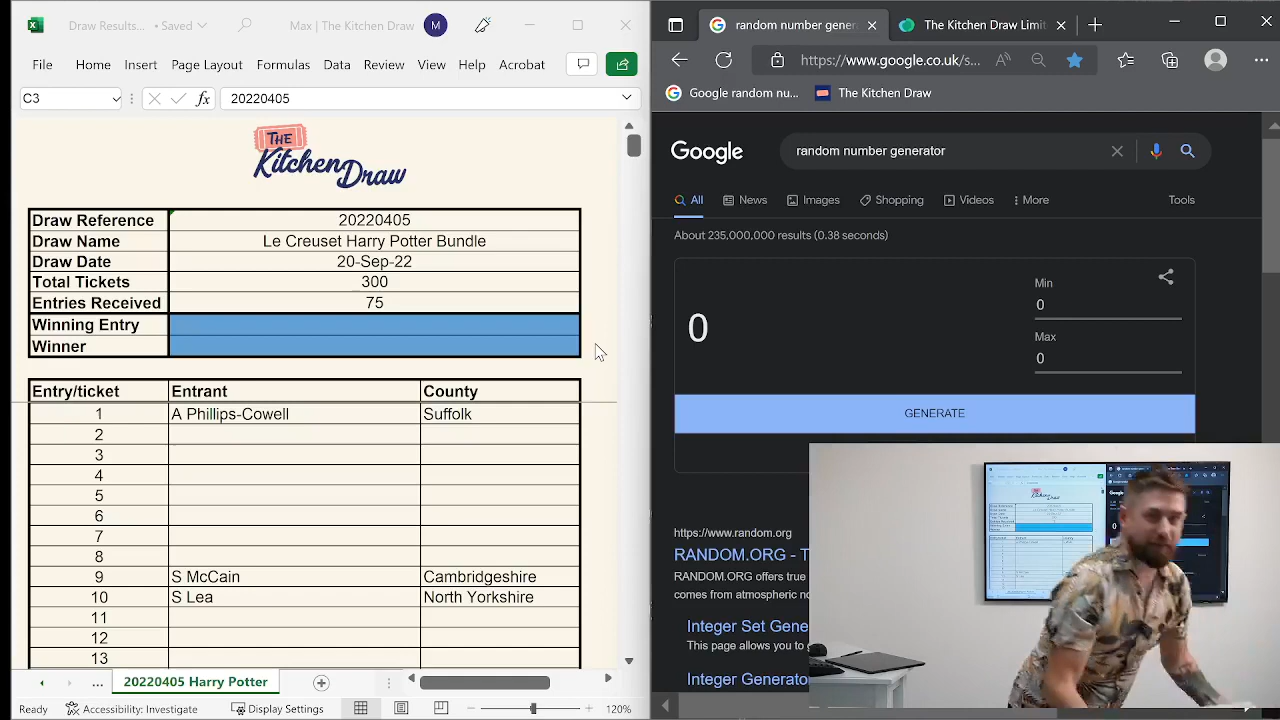 Draw Results... • Saved
Max | The Kitchen Draw
M
File Home Insert Page Layout Formulas Data Review View Help Acrobat
C3
fx
20220405
THE
Kitchen Draw
Draw Reference 20220405
Draw Name Le Creuset Harry Potter Bundle
Draw Date 20-Sep-22
Total Tickets 300
Entries Received 75
Winning Entry
Winner
Entry/ticket Entrant County
1 A Phillips-Cowell Suffolk
2
3
4
5
6
7
8
9 S McCain Cambridgeshire
10 S Lea North Yorkshire
11
12
13
... 20220405 Harry Potter
Ready Accessibility: Investigate Display Settings 120%
random number genera
The Kitchen Draw Limit
https://www.google.co.uk/s...
Google random nu...
The Kitchen Draw
Google
random number generator
All News Images Shopping Videos More Tools
About 235,000,000 results (0.38 seconds)
Min
0
0
Max
0
GENERATE
https://www.random.org
RANDOM.ORG - T
RANDOM.ORG offers true
comes from atmospheric no
Integer Set Gene
This page allows you to g
Integer Generato